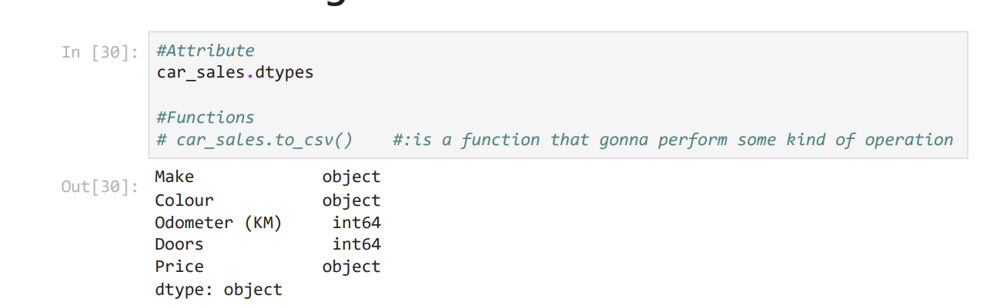 g
In [30]:
#Attribute
car_sales.dtypes
#Functions
# car_sales.to_csv()    #:is a function that gonna perform some kind of operation
Out[30]:
Make             object
Colour           object
Odometer (KM)     int64
Doors             int64
Price            object
dtype: object